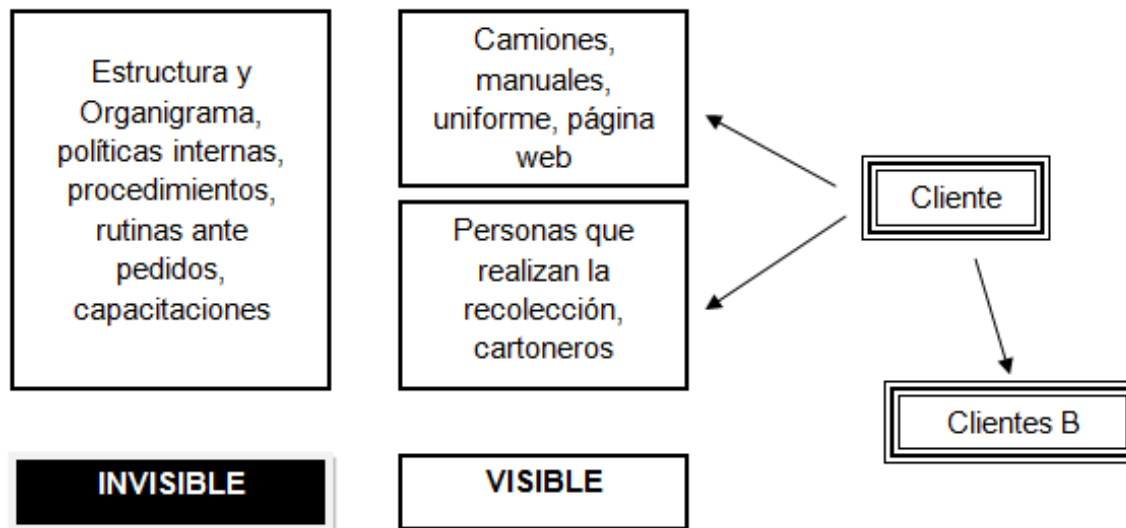 Estructura y
Organigrama,
políticas internas,
procedimientos,
rutinas ante
pedidos,
capacitaciones
Camiones,
manuales,
uniforme, página
web
Personas que
realizan la
recolección,
cartoneros
Cliente
Clientes B
INVISIBLE
VISIBLE